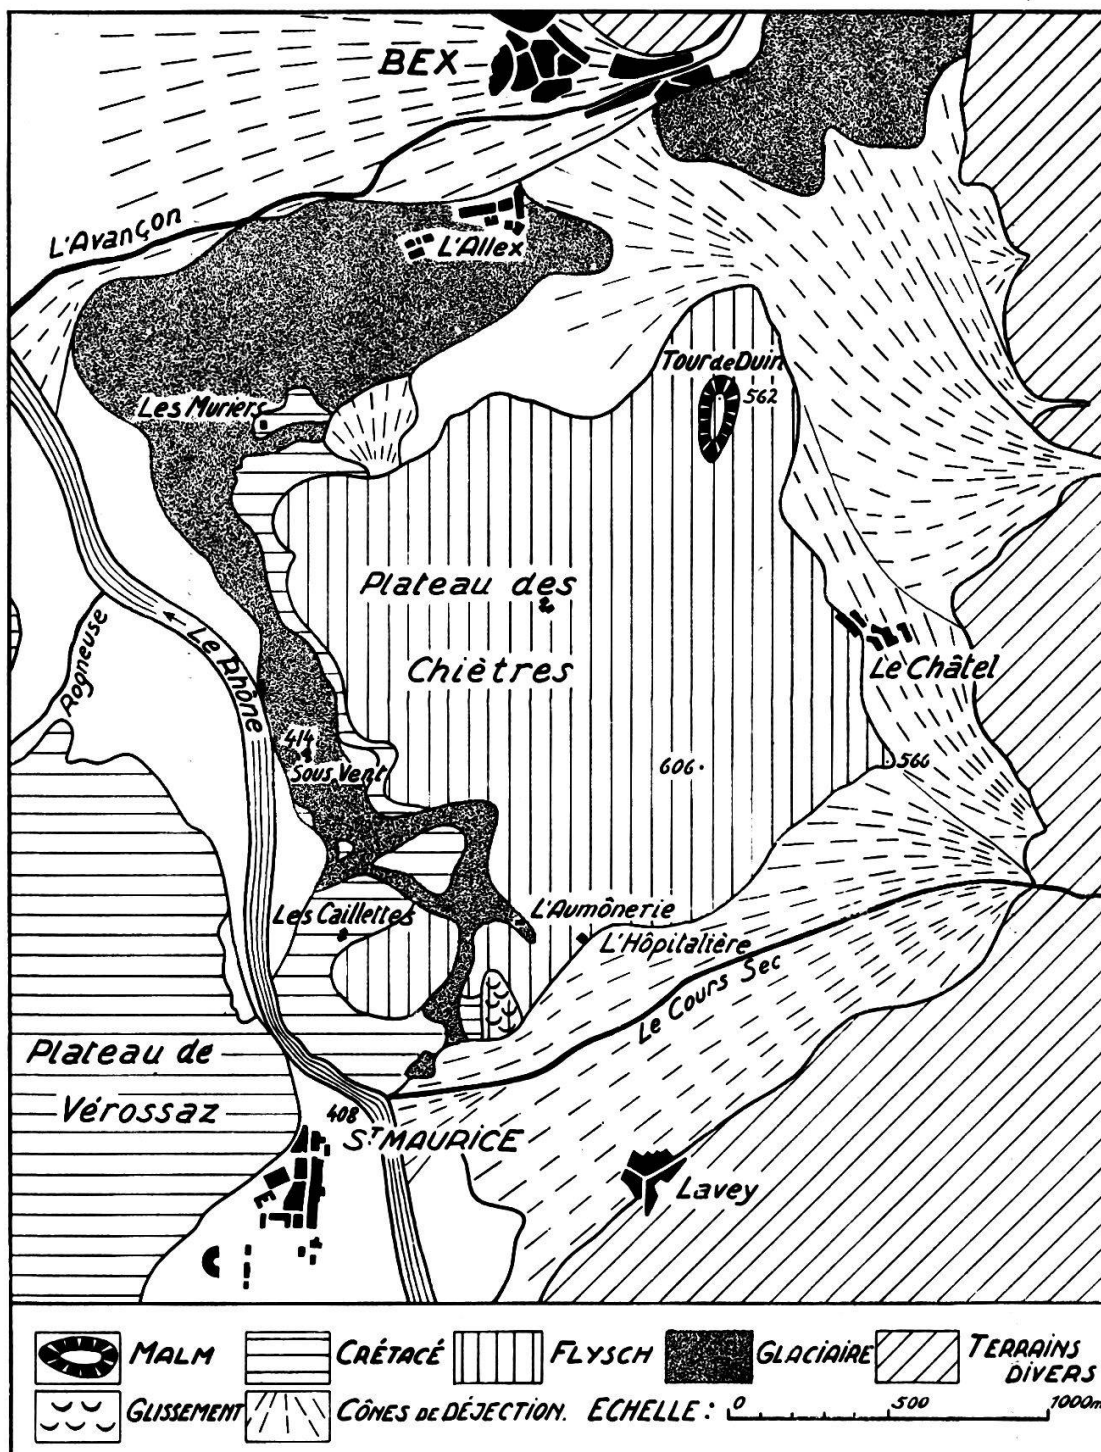 BEX
L'Avançon
L'Allex
Tour de Duin
562
Les Muriers
Plateau des
Chiètres
Rogneuse
Le Rhône
Le Châtel
414
Sous Vent
606.
566
Les Caillettes
L'Aumônerie
L'Hôpitalière
Le Cours Sec
Plateau de
Vérossaz
408
ST MAURICE
Lavey
MALM
CRÉTACÉ
FLYSCH
GLACIAIRE
TERRAINS
DIVERS
GLISSEMENT
CÔNES DE DÉJECTION.
ECHELLE : 0 500 1000m